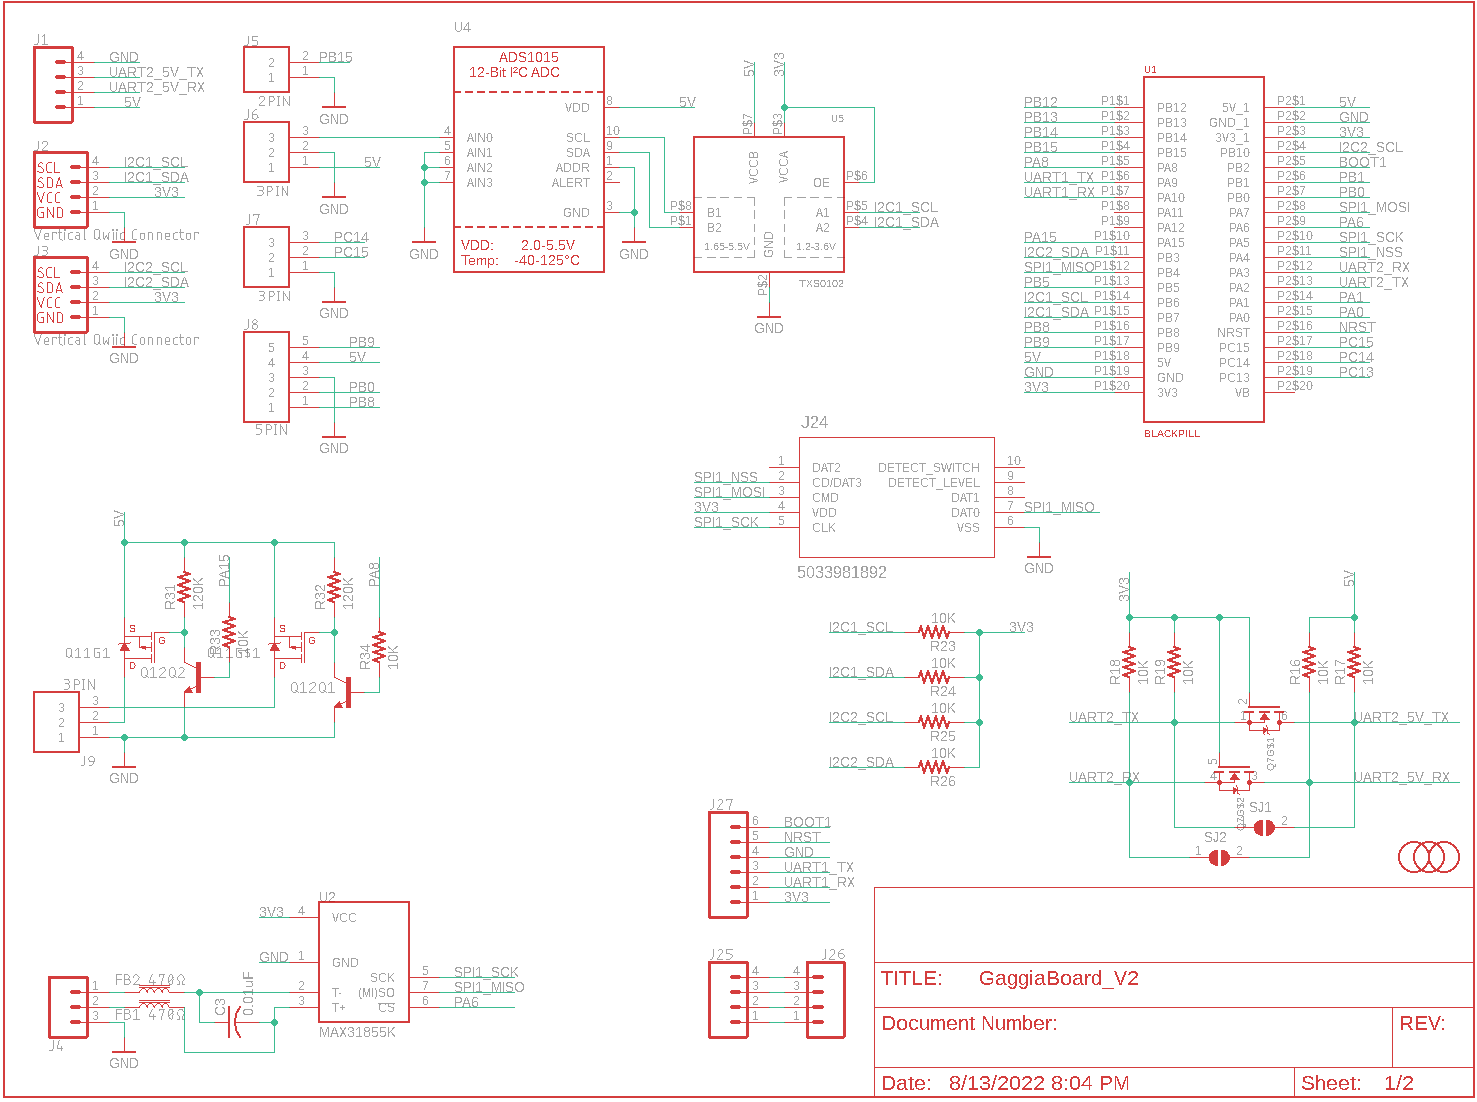 J1
4 GND
3 UART2_5V_TX
2 UART2_5V_RX
1 5V
J2
SCL 4 I2C1_SCL
SDA 3 I2C1_SDA
VCC 2 3V3
GND 1
Vertical Qwiic Connector
GND
J3
SCL 4 I2C2_SCL
SDA 3 I2C2_SDA
VCC 2 3V3
GND 1
Vertical Qwiic Connector
GND
J5
2 2 PB15
1 1
2PIN
GND
J6
3 3
2 2
1 1 5V
3PIN
GND
J7
3 3 PC14
2 2 PC15
1 1
3PIN
GND
J8
5 5 PB9
4 4 5V
3 3
2 2 PB0
1 1 PB8
5PIN
GND
U4
ADS1015
12-Bit I²C ADC
VDD 8 5V
4 AIN0 SCL 10
5 AIN1 SDA 9
6 AIN2 ADDR 1
7 AIN3 ALERT 2
GND 3
VDD: 2.0-5.5V
Temp: -40-125°C
GND
GND
5V
3V3
P$7
P$3
U5
VCCB
VCCA
OE P$6
P$8 B1 A1 P$5 I2C1_SCL
P$1 B2 A2 P$4 I2C1_SDA
GND
1.65-5.5V 1.2-3.6V
P$2
TXS0102
GND
U1
PB12 P1$1 PB12 5V_1 P2$1 5V
PB13 P1$2 PB13 GND_1 P2$2 GND
PB14 P1$3 PB14 3V3_1 P2$3 3V3
PB15 P1$4 PB15 PB10 P2$4 I2C2_SCL
PA8 P1$5 PA8 PB2 P2$5 BOOT1
UART1_TX P1$6 PA9 PB1 P2$6 PB1
UART1_RX P1$7 PA10 PB0 P2$7 PB0
P1$8 PA11 PA7 P2$8 SPI1_MOSI
P1$9 PA12 PA6 P2$9 PA6
PA15 P1$10 PA15 PA5 P2$10 SPI1_SCK
I2C2_SDA P1$11 PB3 PA4 P2$11 SPI1_NSS
SPI1_MISO P1$12 PB4 PA3 P2$12 UART2_RX
PB5 P1$13 PB5 PA2 P2$13 UART2_TX
I2C1_SCL P1$14 PB6 PA1 P2$14 PA1
I2C1_SDA P1$15 PB7 PA0 P2$15 PA0
PB8 P1$16 PB8 NRST P2$16 NRST
PB9 P1$17 PB9 PC15 P2$17 PC15
5V P1$18 5V PC14 P2$18 PC14
GND P1$19 GND PC13 P2$19 PC13
3V3 P1$20 3V3 VB P2$20
BLACKPILL
J24
1 DAT2 DETECT_SWITCH 10
SPI1_NSS 2 CD/DAT3 DETECT_LEVEL 9
SPI1_MOSI 3 CMD DAT1 8
3V3 4 VDD DAT0 7 SPI1_MISO
SPI1_SCK 5 CLK VSS 6
5033981892
GND
5V
R31
120K
PA15
R32
120K
PA8
S
G
D
Q11G1
R33
10K
S
G
D
Q11G$1
R34
10K
Q12Q2
Q12Q1
3PIN
3 3
2 2
1 1
J9
GND
I2C1_SCL 10K R23 3V3
I2C1_SDA 10K R24
I2C2_SCL 10K R25
I2C2_SDA 10K R26
3V3
5V
R18
10K
R19
10K
R16
10K
R17
10K
UART2_TX 1 2 6 UART2_5V_TX
Q7G$1
UART2_RX 4 5 3 UART2_5V_RX
Q7G$2
SJ1
2
SJ2
1 2
J27
6 BOOT1
5 NRST
4 GND
3 UART1_TX
2 UART1_RX
1 3V3
J25 J26
4 4
3 3
2 2
1 1
U2
3V3 4 VCC
GND 1 GND
SCK 5 SPI1_SCK
2 T- (MI)SO 7 SPI1_MISO
3 T+ CS 6 PA6
MAX31855K
FB2 470Ω
FB1 470Ω
C3
0.01uF
1
2
3
J4
GND
TITLE: GaggiaBoard_V2
Document Number:
REV:
Date: 8/13/2022 8:04 PM
Sheet: 1/2